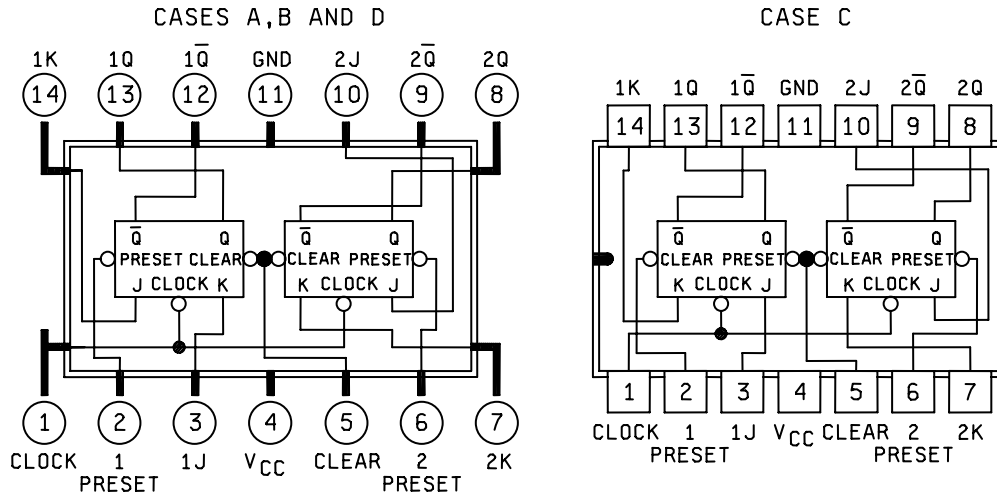 CASES A,B AND D
1K 1Q 1Q̅ GND 2J 2Q̅ 2Q
14 13 12 11 10 9 8
Q̅ Q Q̅ Q
PRESET CLEAR CLEAR PRESET
J CLOCK K K CLOCK J
1 2 3 4 5 6 7
CLOCK 1 1J VCC CLEAR 2 2K
PRESET PRESET
CASE C
1K 1Q 1Q̅ GND 2J 2Q̅ 2Q
14 13 12 11 10 9 8
Q̅ Q Q̅ Q
CLEAR PRESET CLEAR PRESET
K CLOCK J K CLOCK J
1 2 3 4 5 6 7
CLOCK 1 1J VCC CLEAR 2 2K
PRESET PRESET